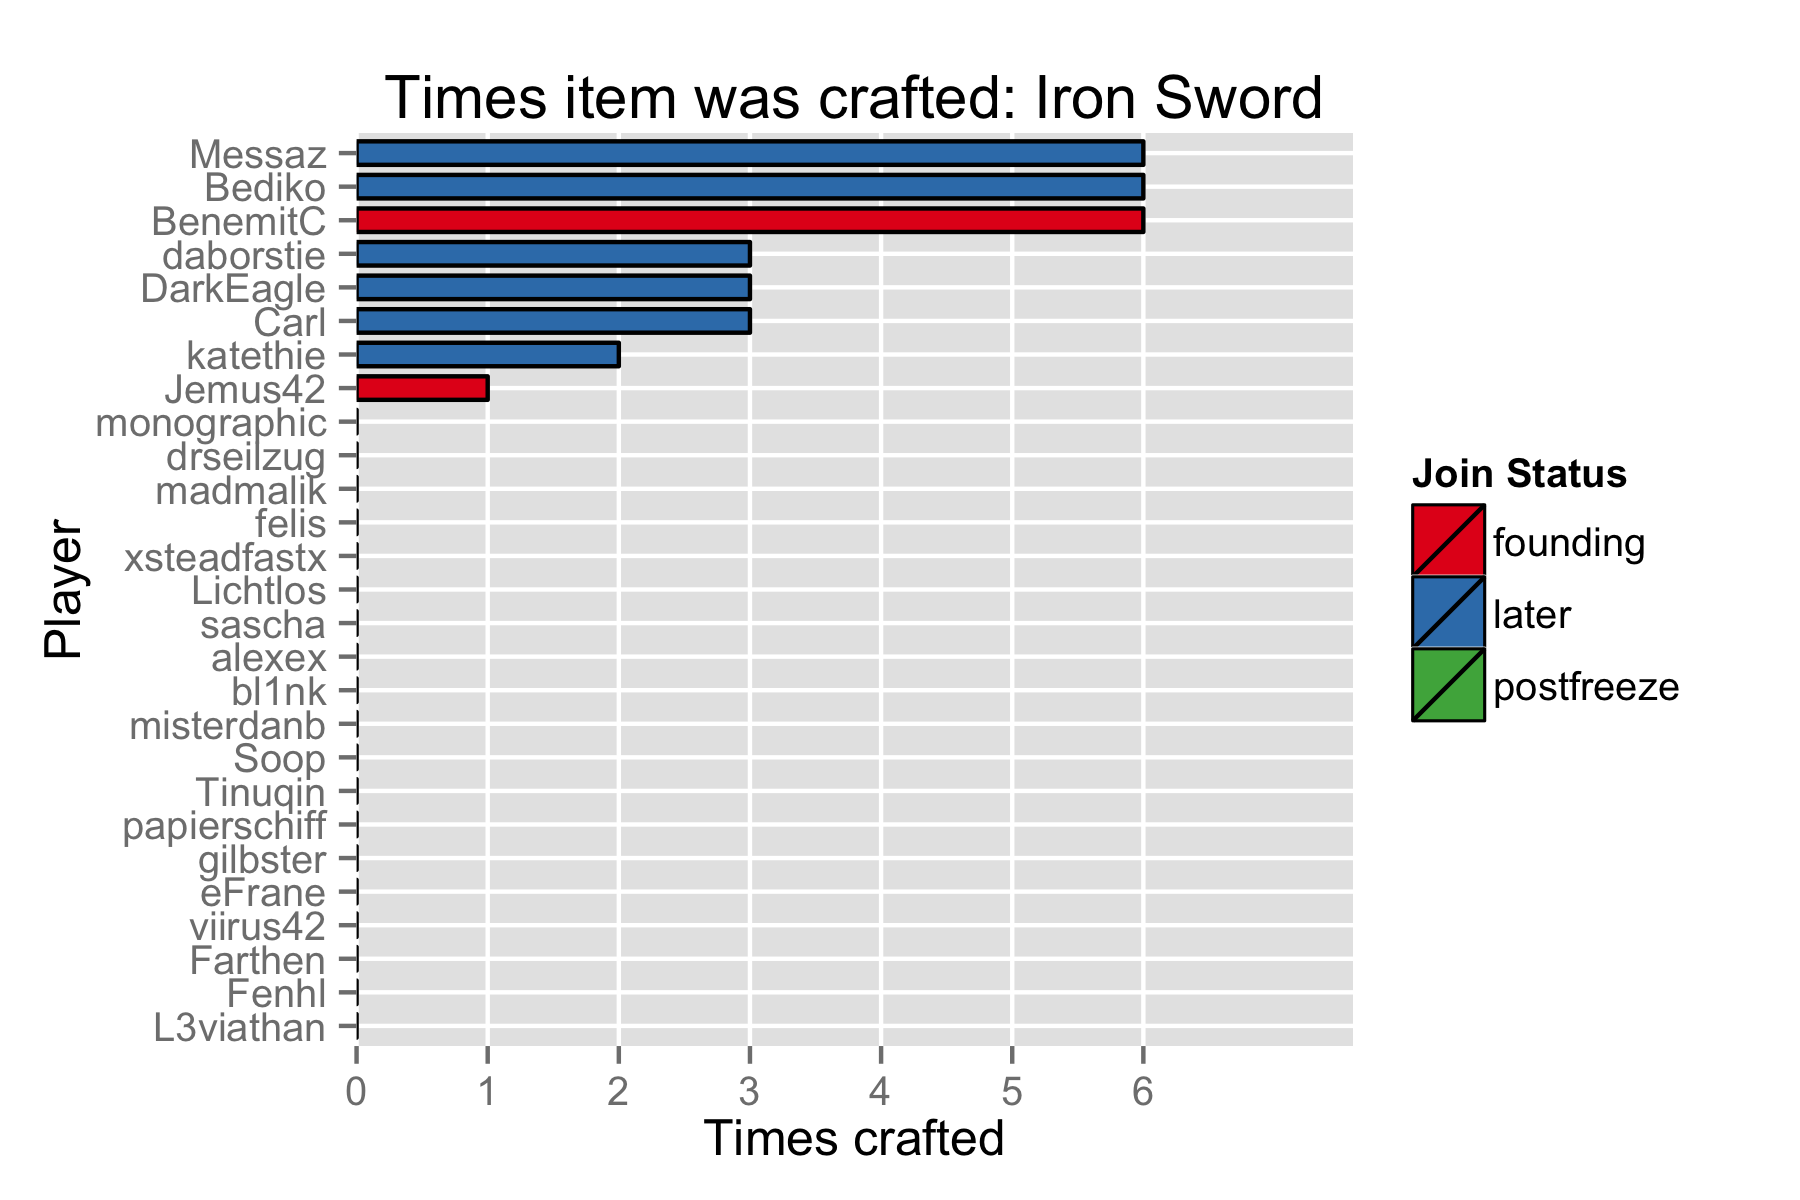 Times item was crafted: Iron Sword
Messaz
Bediko
BenemitC
daborstie
DarkEagle
Carl
katethie
Jemus42
monographic
drseilzug
madmalik
felis
xsteadfastx
Lichtlos
sascha
alexex
bl1nk
misterdanb
Soop
Tinuqin
papierschiff
gilbster
eFrane
viirus42
Farthen
Fenhl
L3viathan
Player
0 1 2 3 4 5 6
Times crafted
Join Status
founding
later
postfreeze